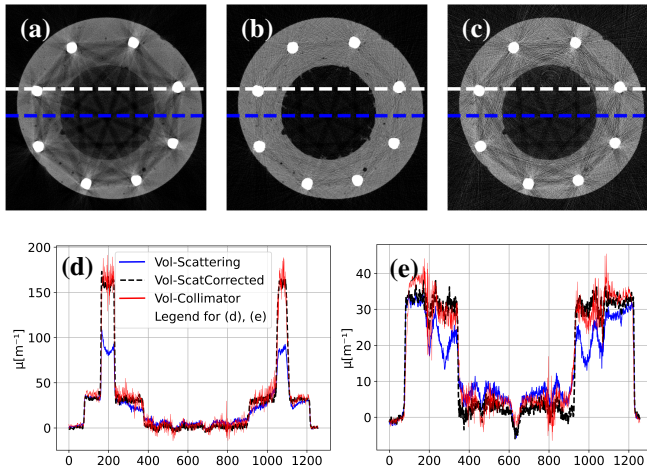 (a) (b) (c)
(d)
Vol-Scattering
Vol-ScatCorrected
Vol-Collimator
Legend for (d), (e)
μ[m⁻¹]
200
150
100
50
0
0 200 400 600 800 1000 1200
(e)
μ[m⁻¹]
40
30
20
10
0
0 200 400 600 800 1000 1200